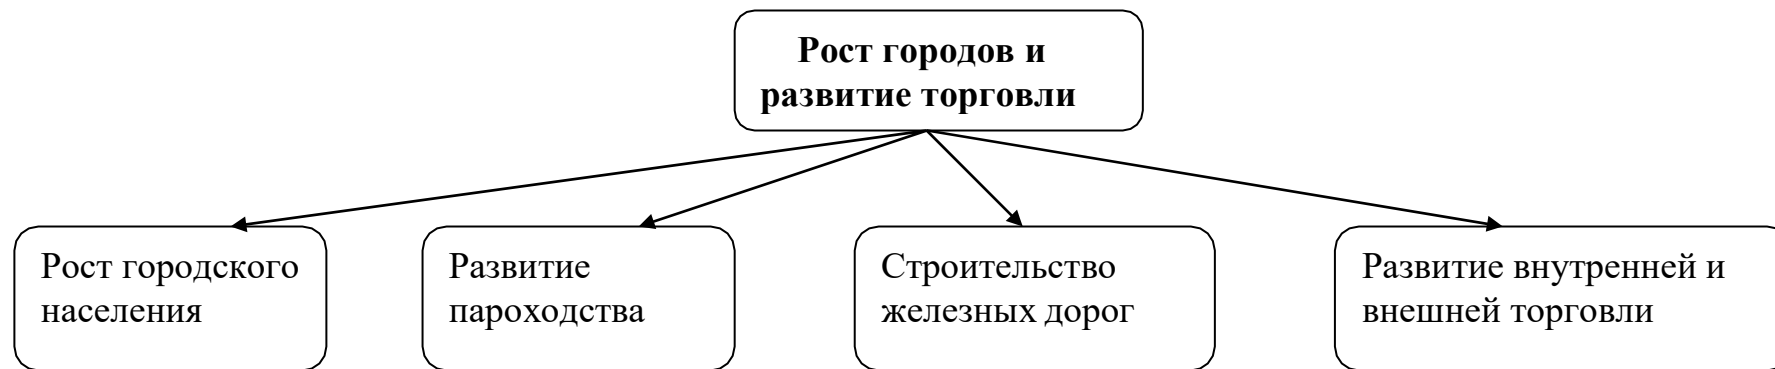 Рост городов и
развитие торговли
Рост городского
населения
Развитие
пароходства
Строительство
железных дорог
Развитие внутренней и
внешней торговли